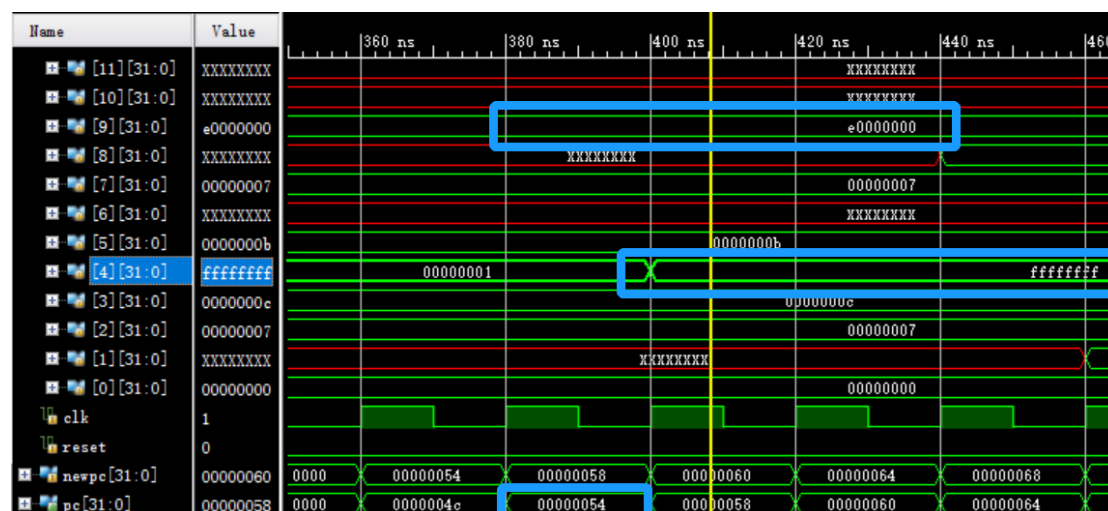 Name Value 360 ns 380 ns 400 ns 420 ns 440 ns 460
[11][31:0] XXXXXXXX XXXXXXXX
[10][31:0] XXXXXXXX XXXXXXXX
[9][31:0] e0000000 e0000000
[8][31:0] XXXXXXXX XXXXXXXX
[7][31:0] 00000007 00000007
[6][31:0] XXXXXXXX XXXXXXXX
[5][31:0] 0000000b 0000000b
[4][31:0] ffffffff 00000001 ffffffff
[3][31:0] 0000000c 0000000c
[2][31:0] 00000007 00000007
[1][31:0] XXXXXXXX XXXXXXXX
[0][31:0] 00000000 00000000
clk 1
reset 0
newpc[31:0] 00000060 0000 00000054 00000058 00000060 00000064 00000068
pc[31:0] 00000058 0000 0000004c 00000054 00000058 00000060 00000064